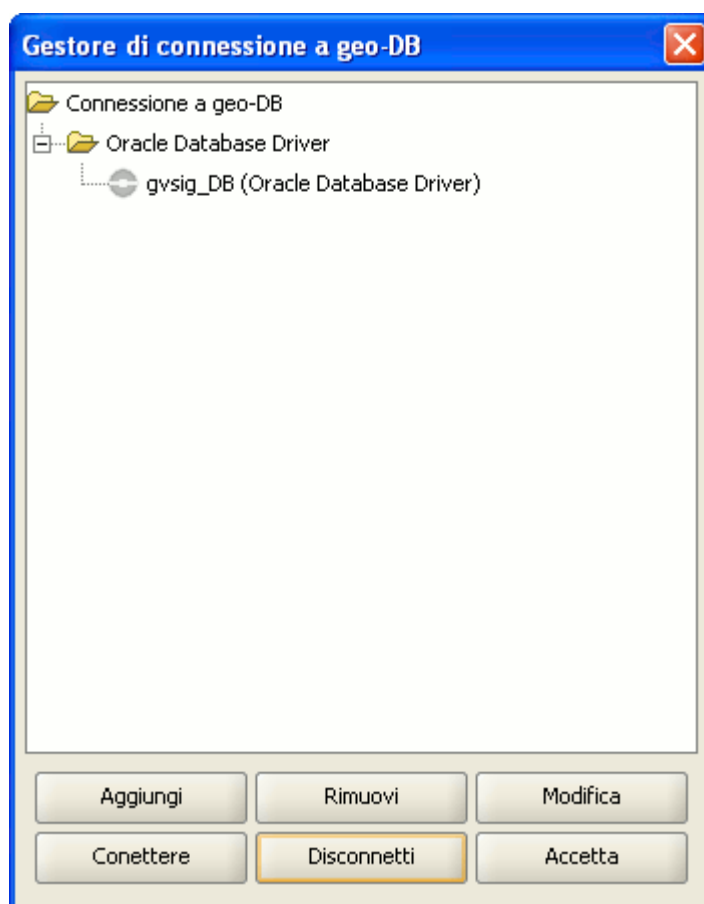 Gestore di connessione a geo-DB
Connessione a geo-DB
Oracle Database Driver
gvsig_DB (Oracle Database Driver)
Aggiungi Rimuovi Modifica
Conettere Disconnetti Accetta